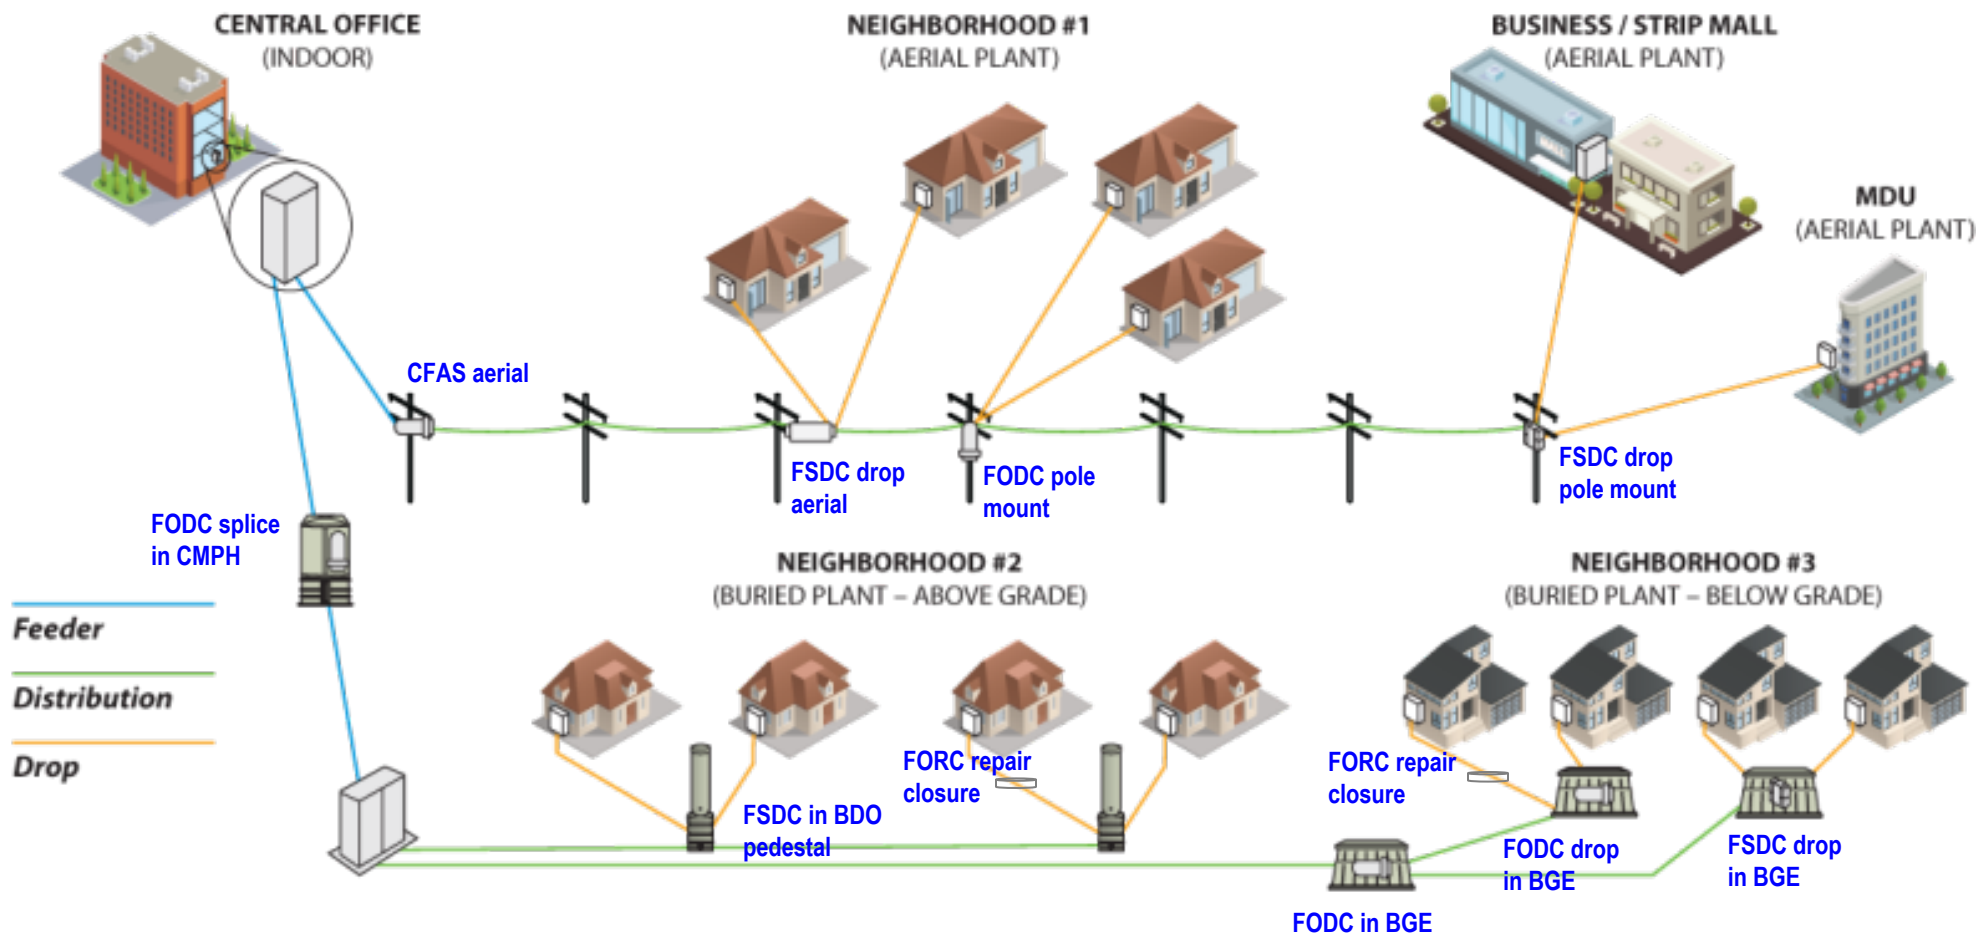 CENTRAL OFFICE
(INDOOR)
NEIGHBORHOOD #1
(AERIAL PLANT)
BUSINESS / STRIP MALL
(AERIAL PLANT)
MDU
(AERIAL PLANT)
CFAS aerial
FSDC drop
aerial
FODC pole
mount
FSDC drop
pole mount
FODC splice
in CMPH
Feeder
Distribution
Drop
NEIGHBORHOOD #2
(BURIED PLANT – ABOVE GRADE)
NEIGHBORHOOD #3
(BURIED PLANT – BELOW GRADE)
FORC repair
closure
FSDC in BDO
pedestal
FORC repair
closure
FODC drop
in BGE
FSDC drop
in BGE
FODC in BGE